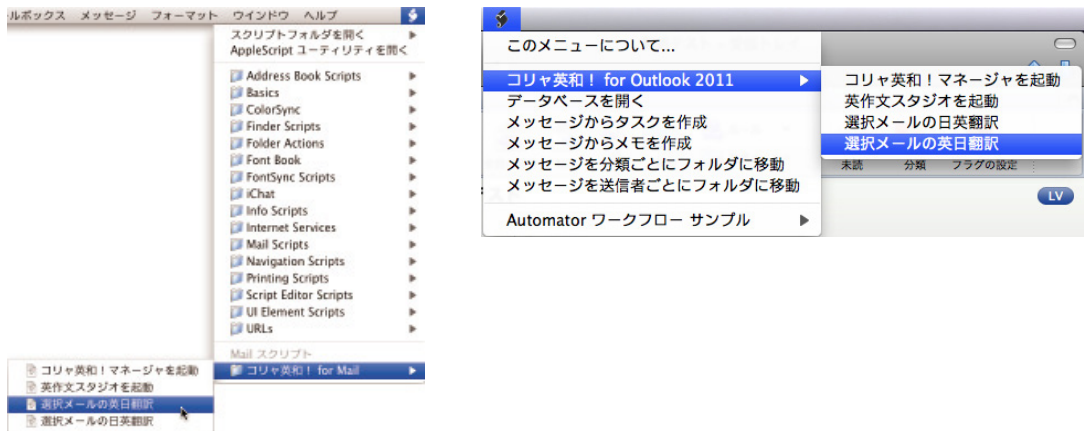 ルボックス メッセージ フォーマット ウインドウ ヘルプ
スクリプトフォルダを開く
AppleScript ユーティリティを開く
Address Book Scripts
Basics
ColorSync
Finder Scripts
Folder Actions
Font Book
FontSync Scripts
iChat
Info Scripts
Internet Services
Mail Scripts
Navigation Scripts
Printing Scripts
Script Editor Scripts
UI Element Scripts
URLs
Mail スクリプト
コリャ英和！ for Mail
コリャ英和！マネージャを起動
英作文スタジオを起動
選択メールの英日翻訳
選択メールの日英翻訳
このメニューについて...
コリャ英和！ for Outlook 2011
データベースを開く
メッセージからタスクを作成
メッセージからメモを作成
メッセージを分類ごとにフォルダに移動
メッセージを送信者ごとにフォルダに移動
Automator ワークフロー サンプル
コリャ英和！マネージャを起動
英作文スタジオを起動
選択メールの日英翻訳
選択メールの英日翻訳
未読 分類 フラグの設定
スト
LV